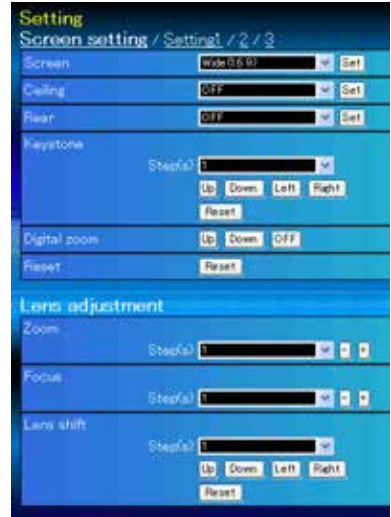 Setting
Screen setting / Setting1 / 2 / 3
Screen Wide(16:9) Set
Ceiling OFF Set
Rear OFF Set
Keystone
Step(s) 1
Up Down Left Right
Reset
Digital zoom Up Down OFF
Reset Reset
Lens adjustment
Zoom
Step(s) 1 - +
Focus
Step(s) 1 - +
Lens shift
Step(s) 1
Up Down Left Right
Reset